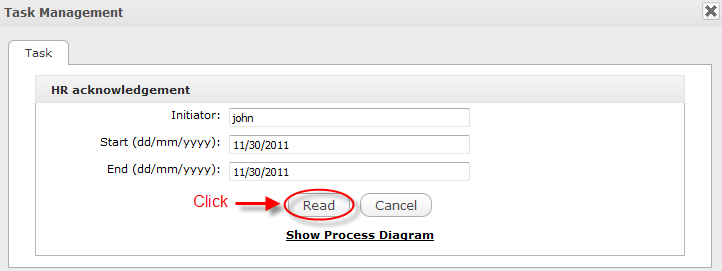 Task Management
Task
HR acknowledgement
Initiator: john
Start (dd/mm/yyyy): 11/30/2011
End (dd/mm/yyyy): 11/30/2011
Click Read Cancel
Show Process Diagram